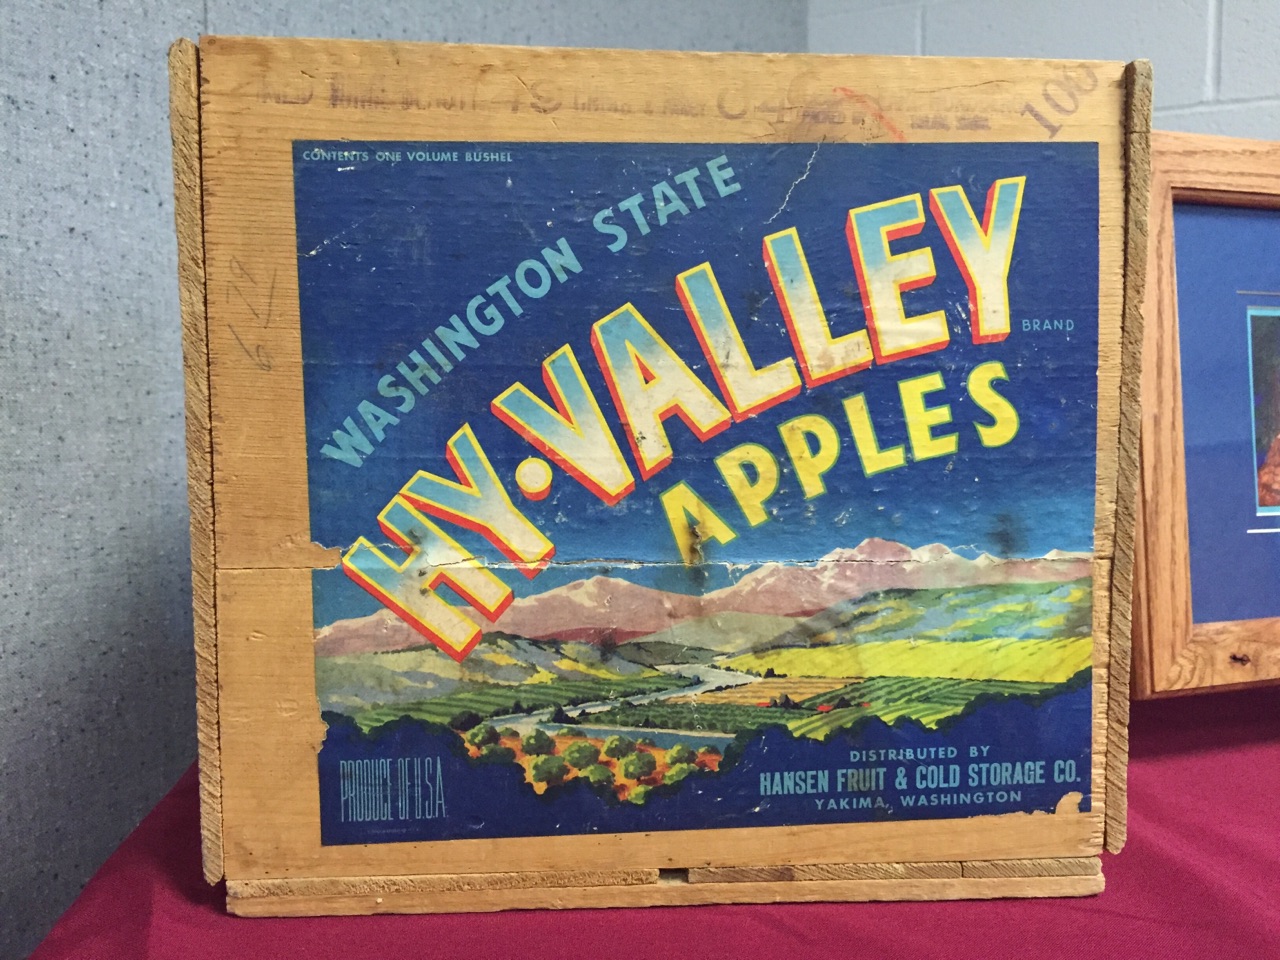 100
CONTENTS ONE VOLUME BUSHEL
WASHINGTON STATE
HY·VALLEY
BRAND
APPLES
679
PRODUCE OF U.S.A.
DISTRIBUTED BY
HANSEN FRUIT & COLD STORAGE CO.
YAKIMA, WASHINGTON